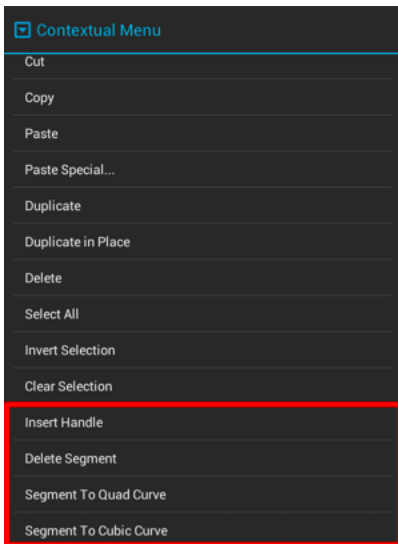 Contextual Menu
Cut
Copy
Paste
Paste Special...
Duplicate
Duplicate in Place
Delete
Select All
Invert Selection
Clear Selection
Insert Handle
Delete Segment
Segment To Quad Curve
Segment To Cubic Curve